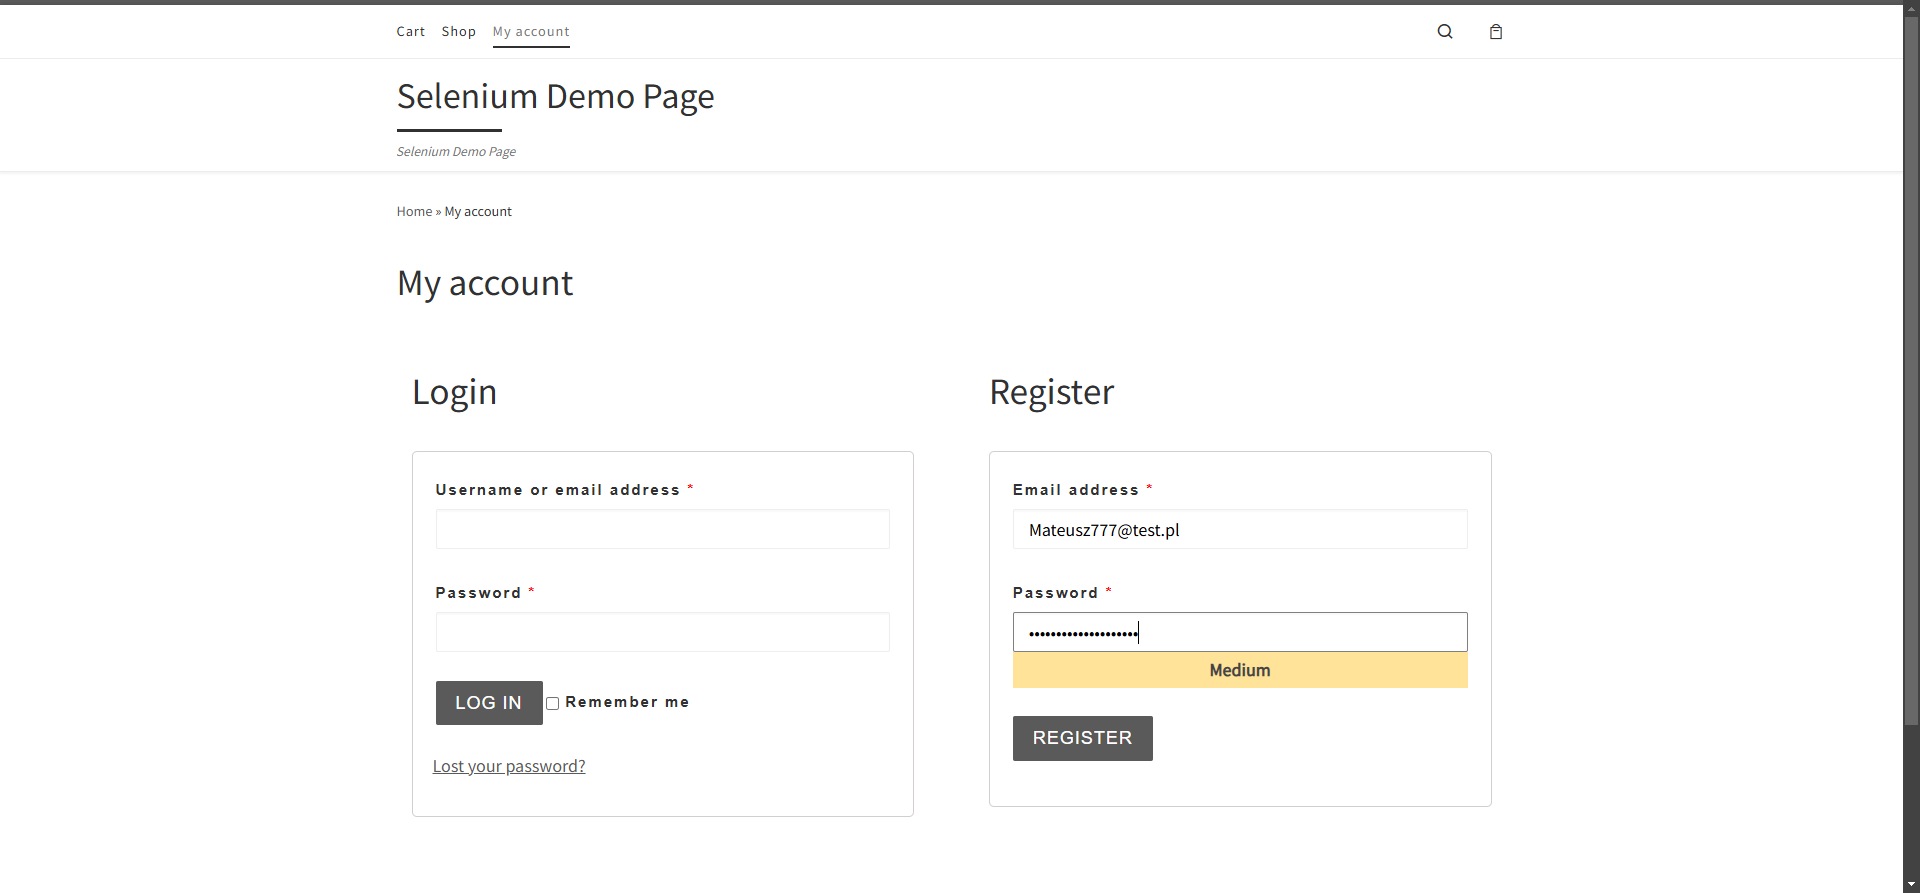 Cart Shop My account
Selenium Demo Page
Selenium Demo Page
Home » My account
My account
Login
Username or email address *
Password *
LOG IN Remember me
Lost your password?
Register
Email address *
Mateusz777@test.pl
Password *
••••••••••••••••••••
Medium
REGISTER